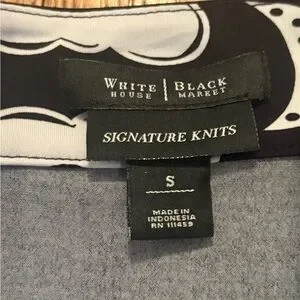 WHITE | BLACK
HOUSE | MARKET
SIGNATURE KNITS
S
MADE IN
INDONESIA
RN 111459